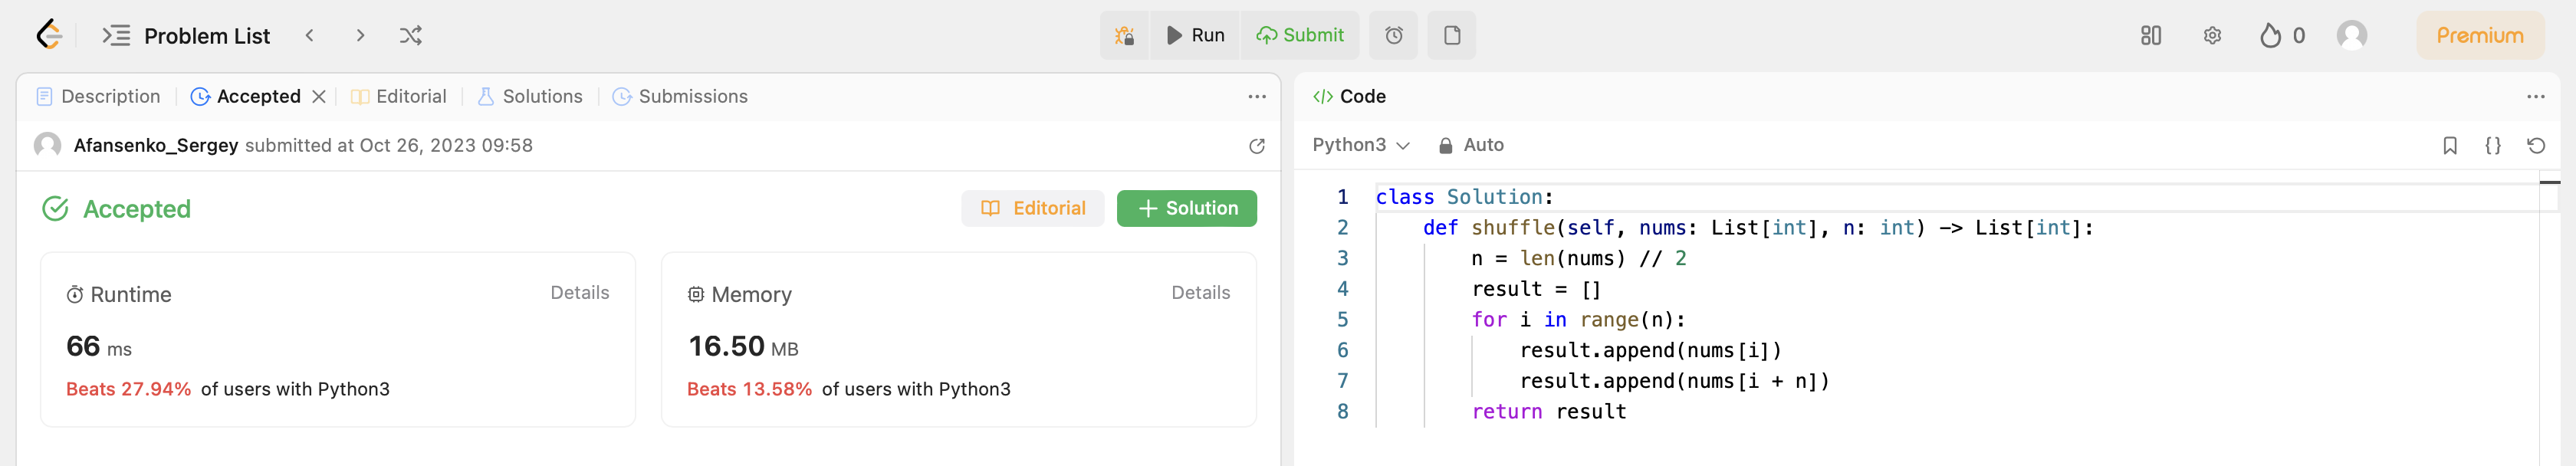 Problem List
Run
Submit
0
Premium
Description
Accepted
Editorial
Solutions
Submissions
Afansenko_Sergey submitted at Oct 26, 2023 09:58
Accepted
Editorial
Solution
Runtime
Details
66 ms
Beats 27.94% of users with Python3
Memory
Details
16.50 MB
Beats 13.58% of users with Python3
</> Code
Python3
Auto
{}
1 class Solution:
2 def shuffle(self, nums: List[int], n: int) -> List[int]:
3 n = len(nums) // 2
4 result = []
5 for i in range(n):
6 result.append(nums[i])
7 result.append(nums[i + n])
8 return result